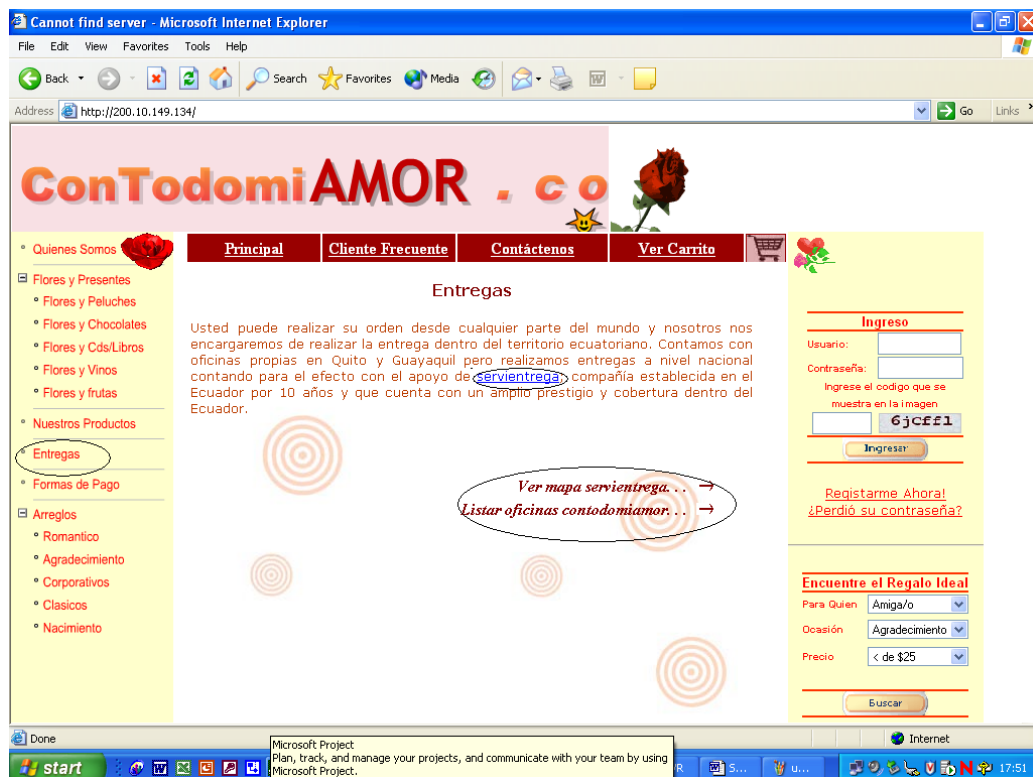 Cannot find server - Microsoft Internet Explorer
File Edit View Favorites Tools Help
Back Search Favorites Media
Address http://200.10.149.134/ Go Links
ConTodomiAMOR . co
Principal Cliente Frecuente Contáctenos Ver Carrito
Quienes Somos
Flores y Presentes
Flores y Peluches
Flores y Chocolates
Flores y Cds/Libros
Flores y Vinos
Flores y frutas
Nuestros Productos
Entregas
Formas de Pago
Arreglos
Romantico
Agradecimiento
Corporativos
Clasicos
Nacimiento
Entregas
Usted puede realizar su orden desde cualquier parte del mundo y nosotros nos
encargaremos de realizar la entrega dentro del territorio ecuatoriano. Contamos con
oficinas propias en Quito y Guayaquil pero realizamos entregas a nivel nacional
contando para el efecto con el apoyo de servientrega, compañía establecida en el
Ecuador por 10 años y que cuenta con un amplio prestigio y cobertura dentro del
Ecuador.
Ver mapa servientrega. . . →
Listar oficinas contodomiamor. . . →
Ingreso
Usuario:
Contraseña:
Ingrese el codigo que se
muestra en la imagen
6jCff1
Ingresar
Registarme Ahora!
¿Perdió su contraseña?
Encuentre el Regalo Ideal
Para Quien Amiga/o
Ocasión Agradecimiento
Precio < de $25
Buscar
Done Internet
Microsoft Project
Plan, track, and manage your projects, and communicate with your team by using
Microsoft Project.
start S... u... 17:51